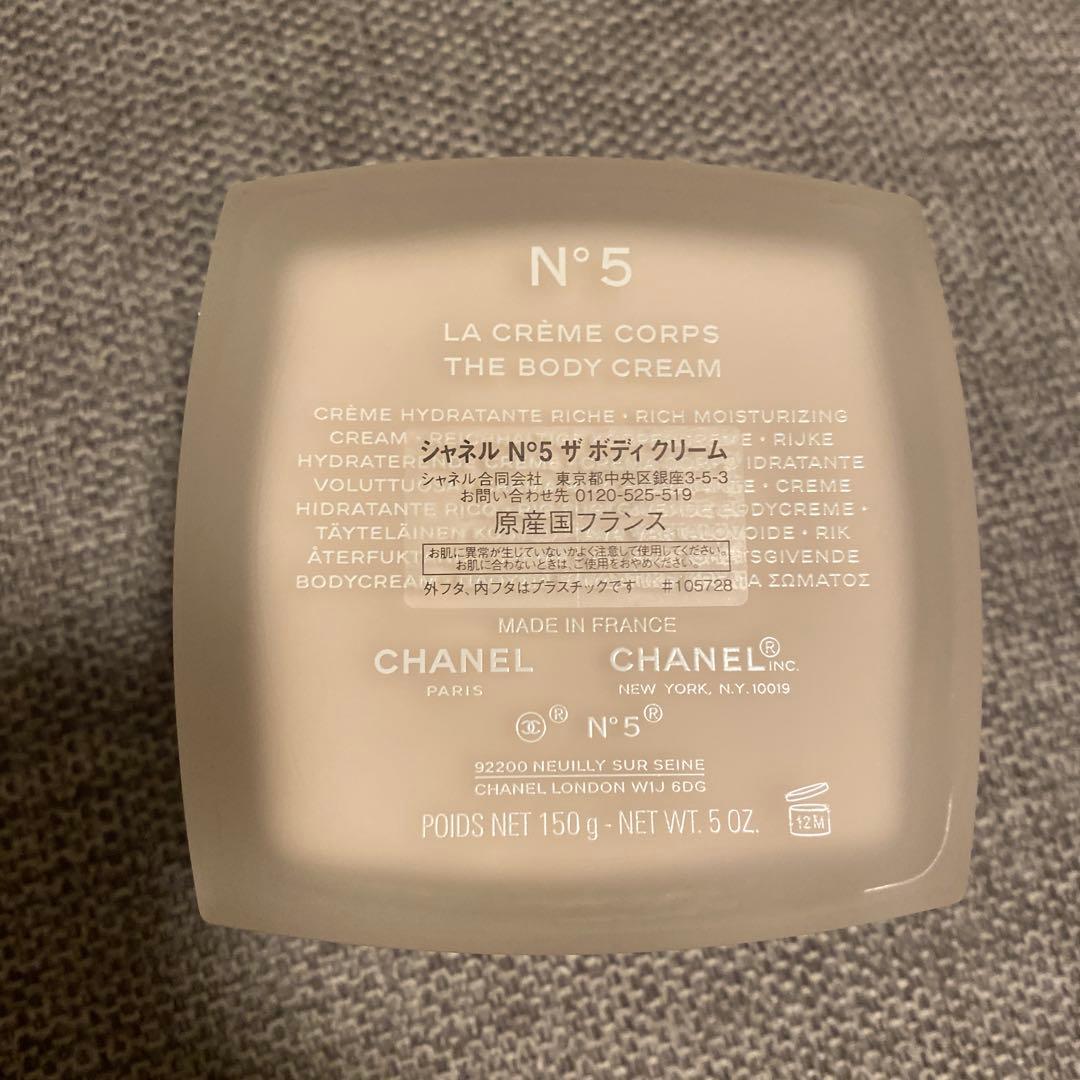 N°5
LA CRÈME CORPS
THE BODY CREAM
CRÈME HYDRATANTE RICHE • RICH MOISTURIZING
CREAM • RIJKE
シャネル N°5 ザ ボディ クリーム
HYDRATERENDE IDRATANTE
シャネル合同会社 東京都中央区銀座3-5-3
VOLUTTUOSA • CREME
お問い合わせ先 0120-525-519
HIDRATANTE BODYCREME •
原産国フランス
TÄYTELÄINEN • RIK
お肌に異常が生じていないかよく注意して使用してください。
お肌に合わないときは、ご使用をおやめください。
BODYCREAM ΣΩΜΑΤΟΣ
外フタ、内フタはプラスチックです #105728
MADE IN FRANCE
CHANEL
PARIS
CHANEL® INC.
NEW YORK, N.Y. 10019
® N°5®
92200 NEUILLY SUR SEINE
CHANEL LONDON W1J 6DG
POIDS NET 150 g - NET WT. 5 OZ.
12M